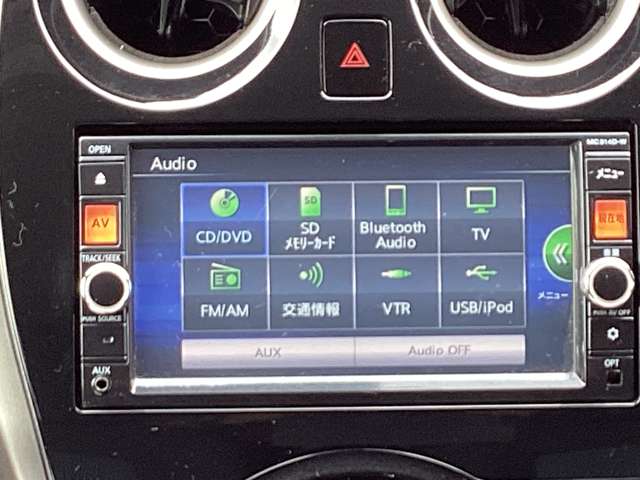 OPEN
MC314D-W
Audio
メニュー
AV
現在地
CD/DVD
SD
メモリーカード
Bluetooth
Audio
TV
TRACK/SEEK
音量
メニュー
FM/AM
交通情報
VTR
USB/iPod
PUSH SOURCE
PUSH AV OFF
AUX
Audio OFF
AUX
OPT